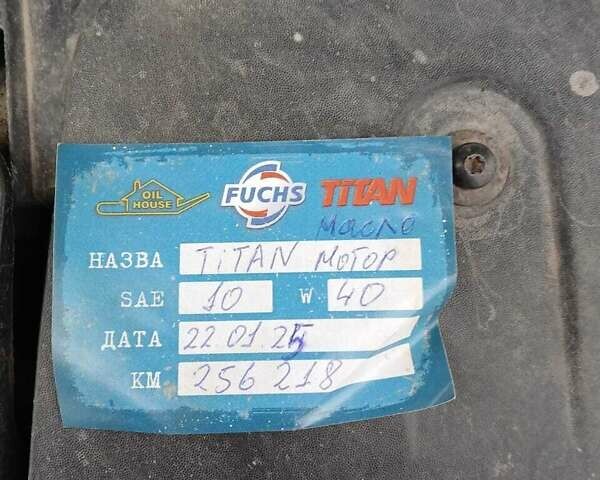 OIL HOUSE FUCHS TITAN
Масло
НАЗВА TiTAN МОТОР
SAE 10 W 40
ДАТА 22.01.25
КМ 256 218